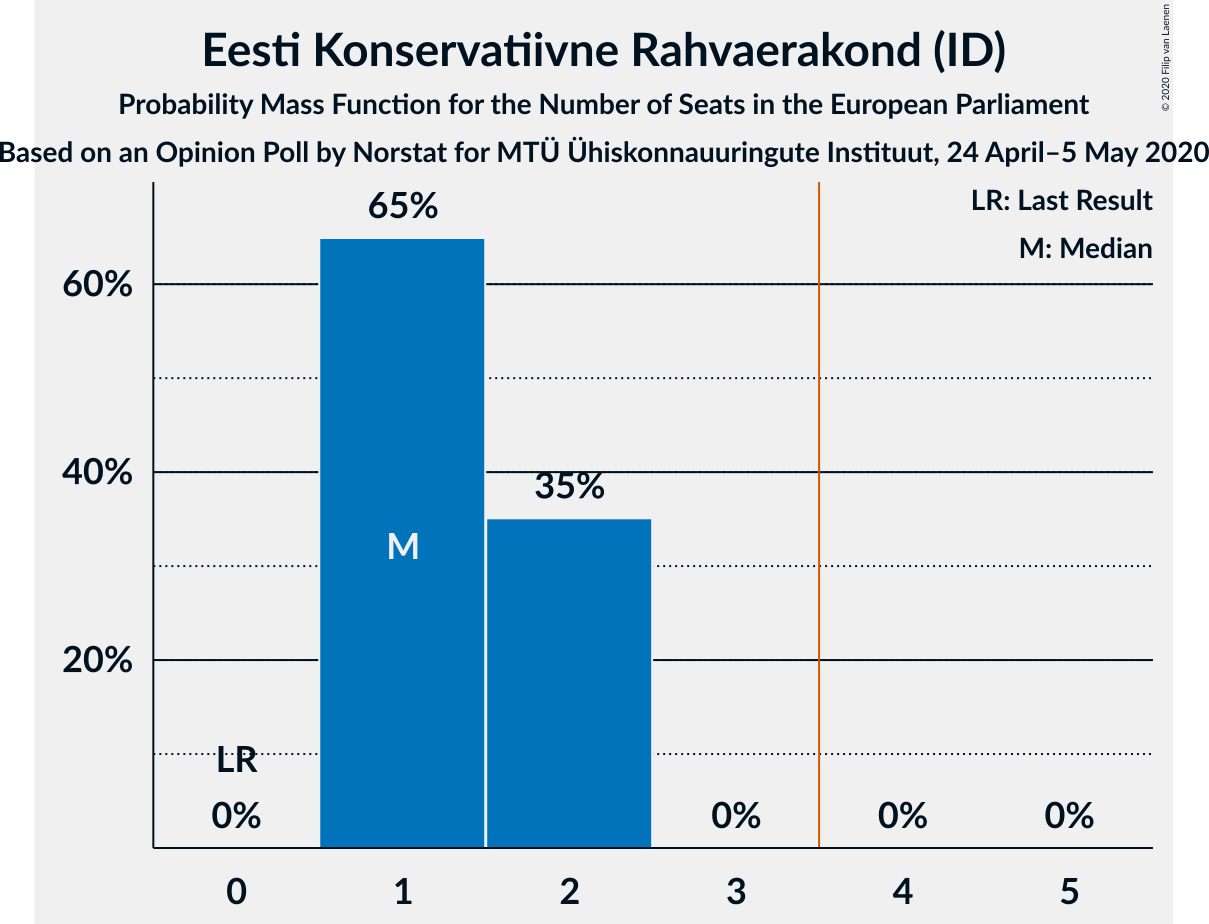 Eesti Konservatiivne Rahvaerakond (ID)
Probability Mass Function for the Number of Seats in the European Parliament
Based on an Opinion Poll by Norstat for MTÜ Ühiskonnauuringute Instituut, 24 April–5 May 2020
© 2020 Filip van Laenen
LR: Last Result
M: Median
65%
60%
40%
35%
M
20%
LR
0%
0%
0%
0%
0
1
2
3
4
5